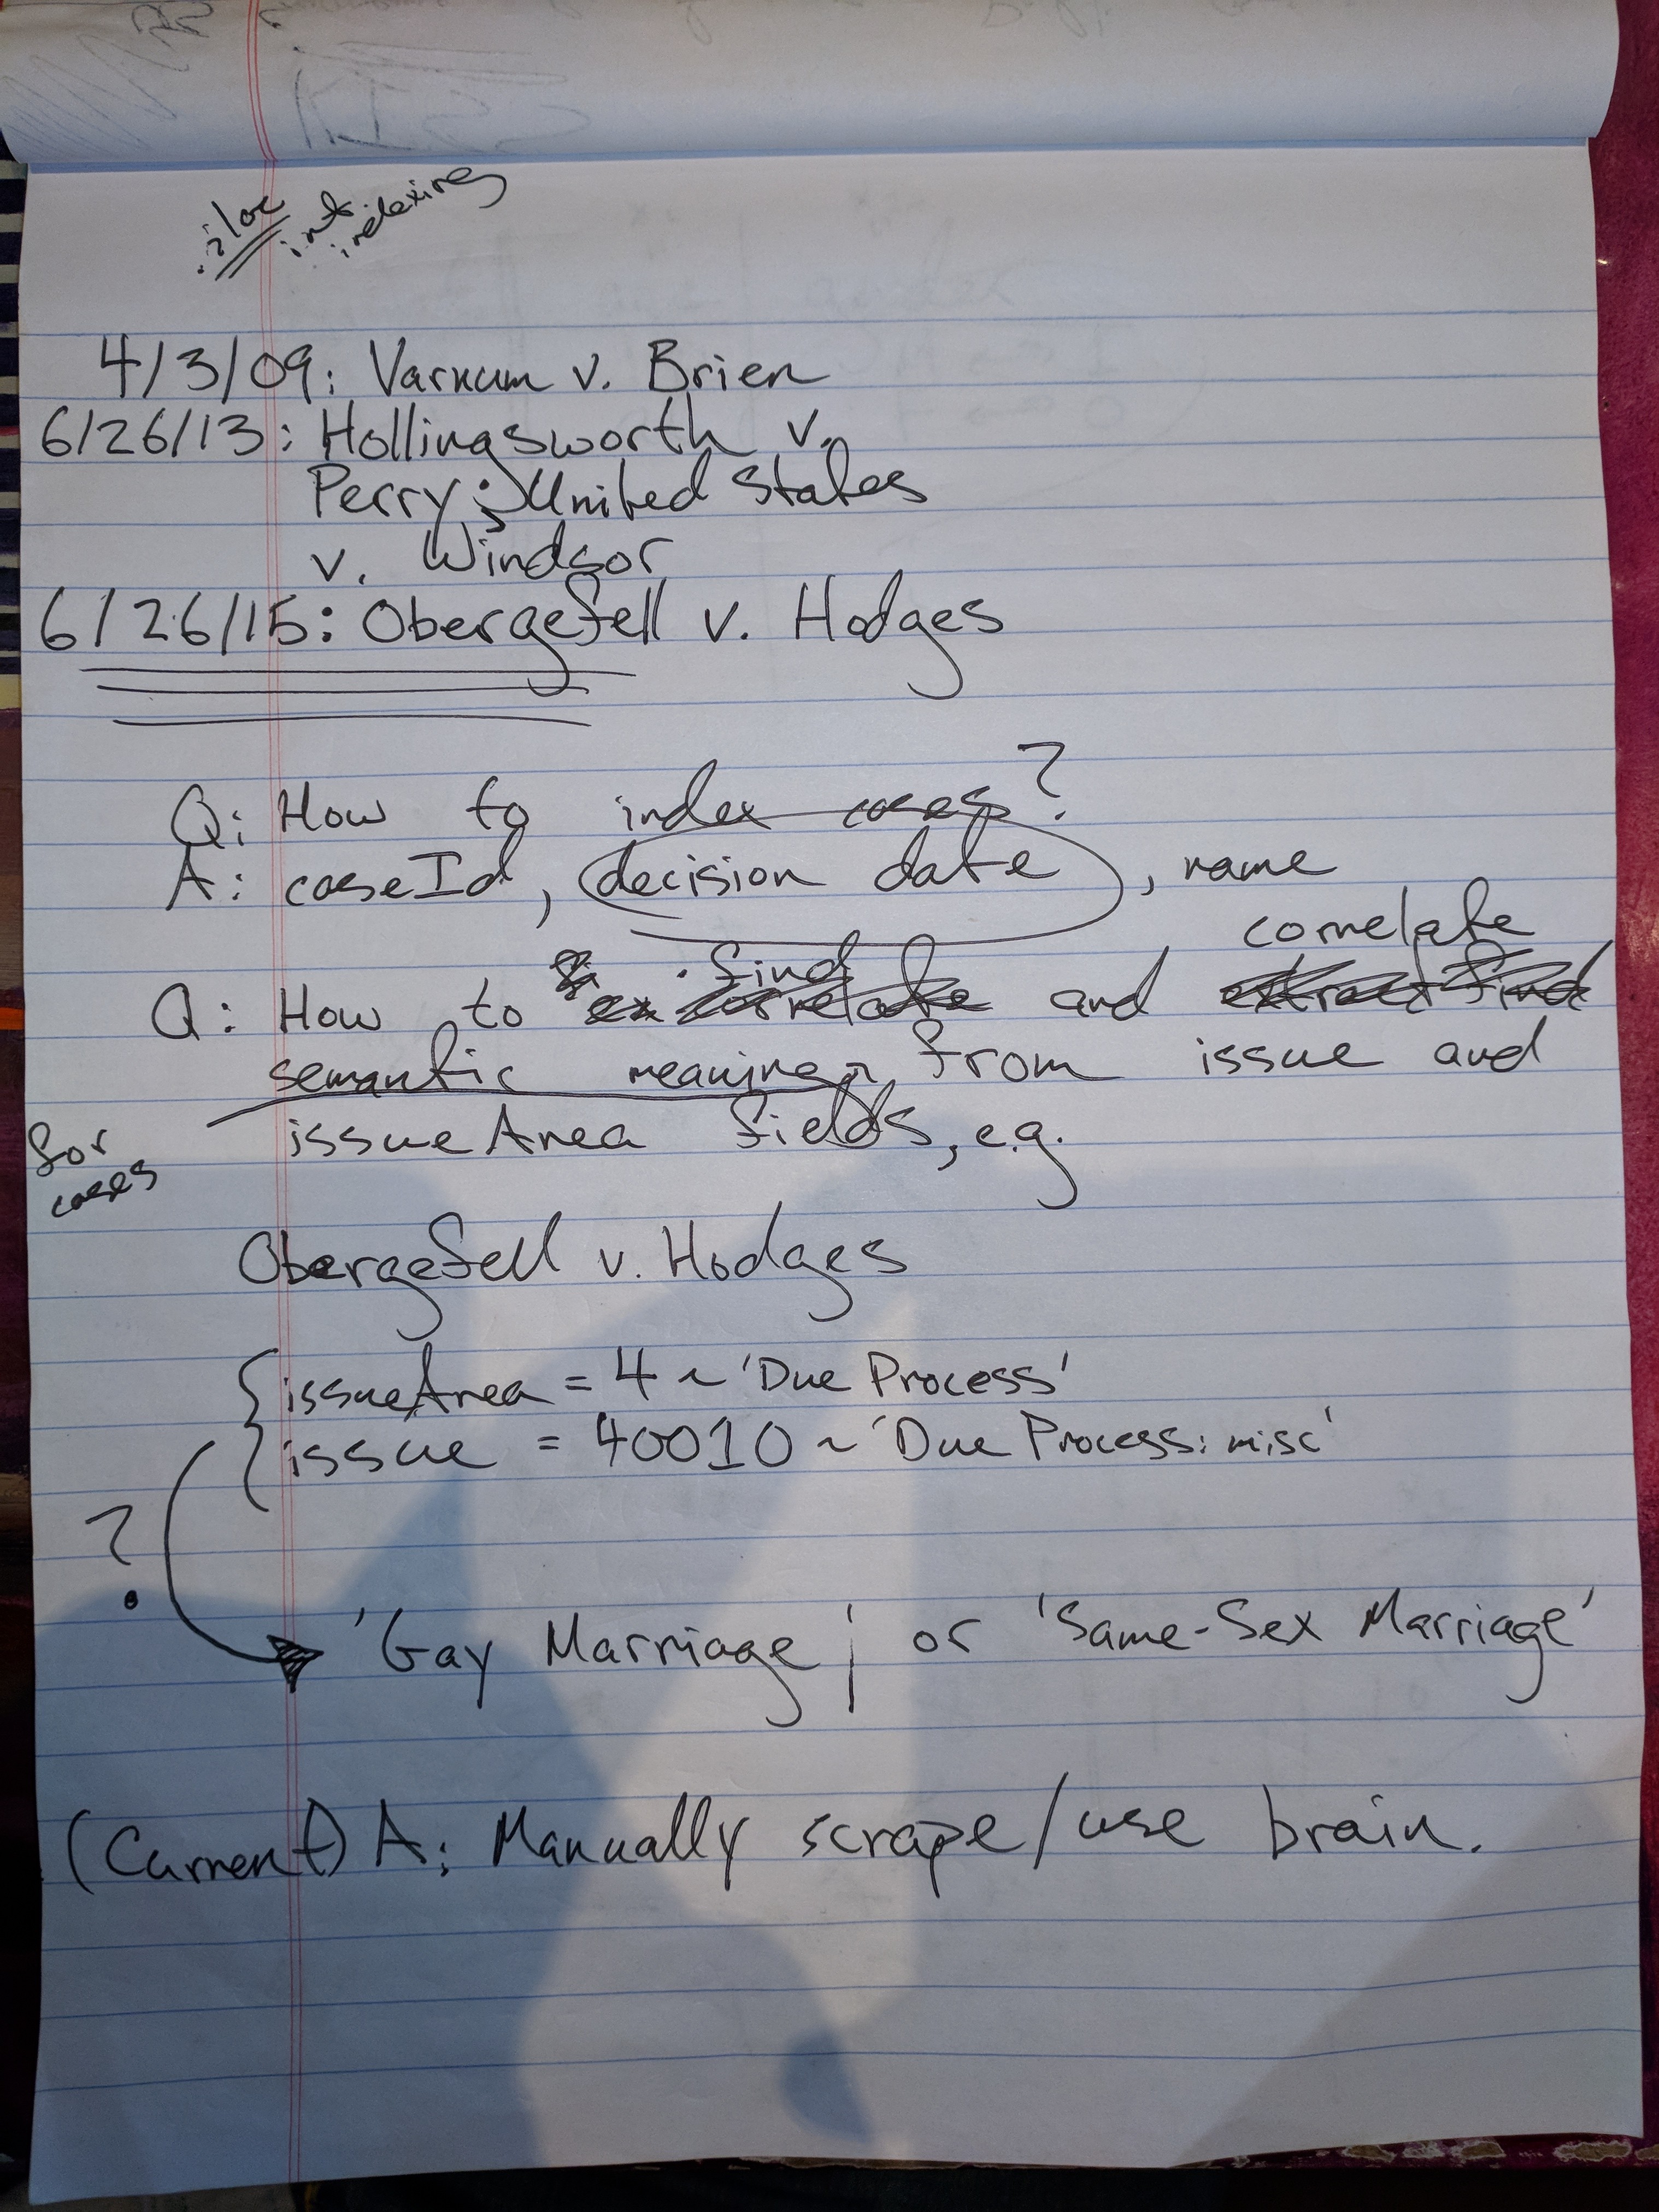 .iloc
int.
indexing
4/3/09: Varnum v. Brien
6/26/13: Hollingsworth v.
Perry; United States
v. Windsor
6/26/15: Obergefell v. Hodges
Q: How to index cases?
A: caseId, decision date, name
correlate
find
Q: How to and
semantic meaning from issue and
issueArea fields, e.g.
for
cases
Obergefell v. Hodges
{issueArea = 4 ~ 'Due Process'
issue = 40010 ~ 'Due Process: misc'
?
'Gay Marriage' or 'Same-Sex Marriage'
(Current) A: Manually scrape/use brain.